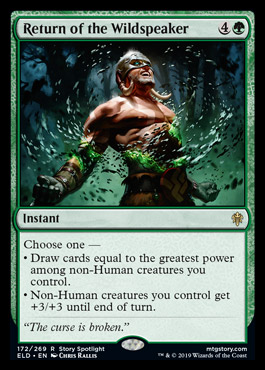 Return of the Wildspeaker 4
Instant
Choose one —
• Draw cards equal to the greatest power
among non-Human creatures you
control.
• Non-Human creatures you control get
+3/+3 until end of turn.
“The curse is broken.”
172/269 R Story Spotlight mtgstory.com
ELD • EN Chris Rallis ™ & © 2019 Wizards of the Coast